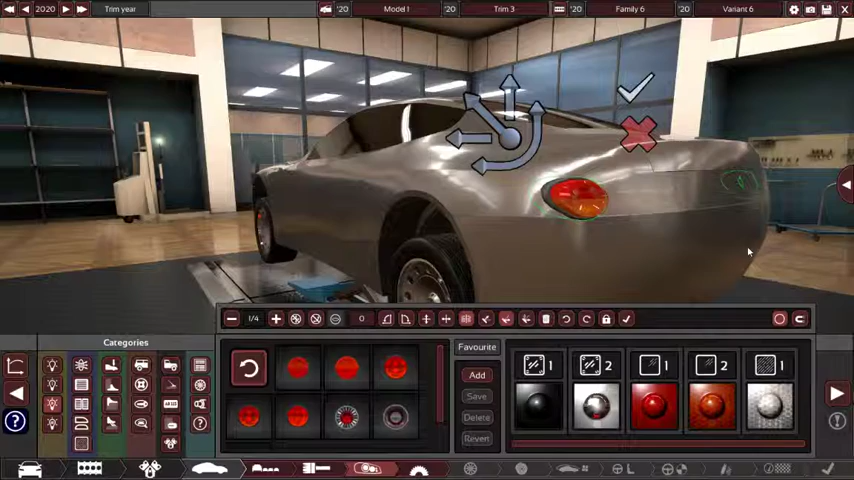 2020 Trim year '20 Model 1 '20 Trim 3 '20 Family 6 '20 Variant 6
1/4 0
Categories
Favourite
Add
Save
Delete
Revert
1 2 1 2 1
? L